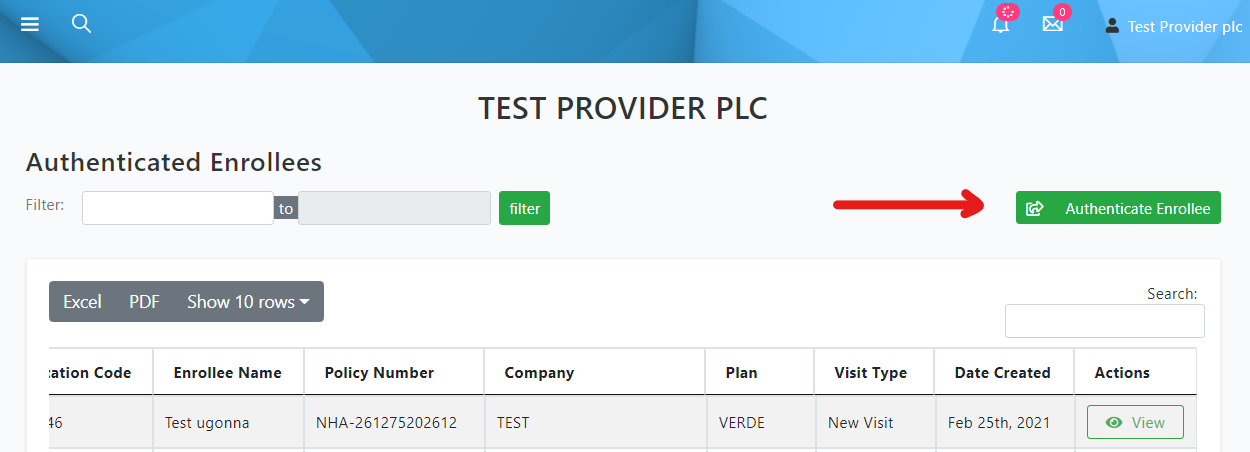 0
Test Provider plc
TEST PROVIDER PLC
Authenticated Enrollees
Filter: to filter
Authenticate Enrollee
Excel PDF Show 10 rows
Search:
cation Code Enrollee Name Policy Number Company Plan Visit Type Date Created Actions
46 Test ugonna NHA-261275202612 TEST VERDE New Visit Feb 25th, 2021 View